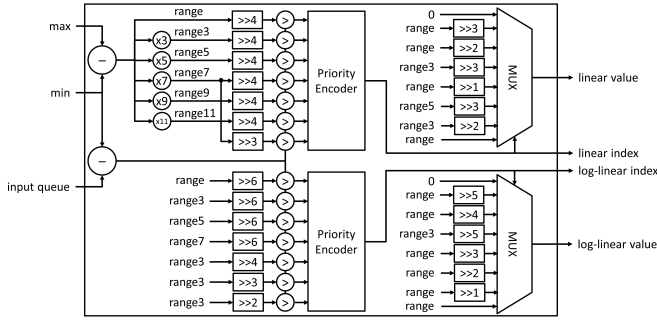 max
min
input queue
−
−
range
range3
range5
range7
range9
range11
x3
x5
x7
x9
x11
>>4
>>4
>>4
>>4
>>4
>>4
>>3
>
>
>
>
>
>
>
Priority
Encoder
0
range
range
range3
range
range5
range3
range
>>3
>>2
>>3
>>1
>>3
>>2
MUX
linear value
linear index
log-linear index
range
range3
range5
range7
range3
range3
range3
>>6
>>6
>>6
>>6
>>4
>>3
>>2
>
>
>
>
>
>
>
Priority
Encoder
0
range
range
range3
range
range
range
range
>>5
>>4
>>5
>>3
>>2
>>1
MUX
log-linear value